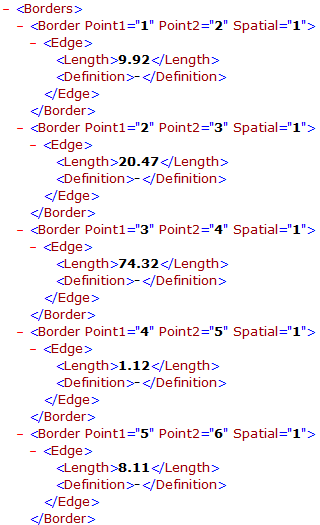 – <Borders>
– <Border Point1="1" Point2="2" Spatial="1">
– <Edge>
<Length>9.92</Length>
<Definition>-</Definition>
</Edge>
</Border>
– <Border Point1="2" Point2="3" Spatial="1">
– <Edge>
<Length>20.47</Length>
<Definition>-</Definition>
</Edge>
</Border>
– <Border Point1="3" Point2="4" Spatial="1">
– <Edge>
<Length>74.32</Length>
<Definition>-</Definition>
</Edge>
</Border>
– <Border Point1="4" Point2="5" Spatial="1">
– <Edge>
<Length>1.12</Length>
<Definition>-</Definition>
</Edge>
</Border>
– <Border Point1="5" Point2="6" Spatial="1">
– <Edge>
<Length>8.11</Length>
<Definition>-</Definition>
</Edge>
</Border>